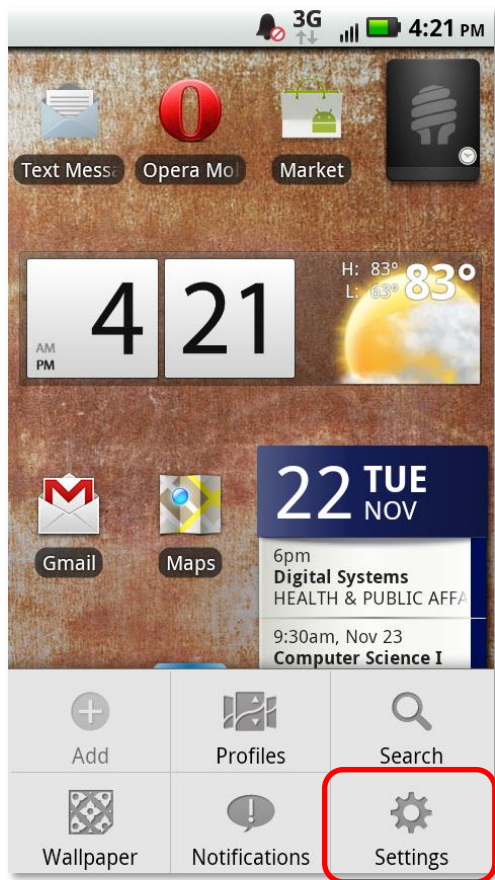 3G 4:21 PM
Text Mess
Opera Mo
Market
H: 83° 83°
L: 63°
4 21
AM
PM
22 TUE
NOV
Gmail
Maps
6pm
Digital Systems
HEALTH & PUBLIC AFFA
9:30am, Nov 23
Computer Science I
Add
Profiles
Search
Wallpaper
Notifications
Settings